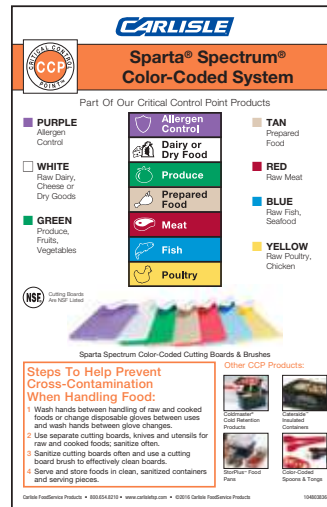 CARLISLE
CRITICAL CONTROL
CCP
POINT
Sparta® Spectrum®
Color-Coded System
Part Of Our Critical Control Point Products
PURPLE
Allergen
Control
WHITE
Raw Dairy,
Cheese or
Dry Goods
GREEN
Produce,
Fruits,
Vegetables
Allergen
Control
Dairy or
Dry Food
Produce
Prepared
Food
Meat
Fish
Poultry
TAN
Prepared
Food
RED
Raw Meat
BLUE
Raw Fish,
Seafood
YELLOW
Raw Poultry,
Chicken
NSF
Cutting Boards
Are NSF Listed
Sparta Spectrum Color-Coded Cutting Boards & Brushes
Steps To Help Prevent
Cross-Contamination
When Handling Food:
1 Wash hands between handling of raw and cooked
foods or change disposable gloves between uses
and wash hands between glove changes.
2 Use separate cutting boards, knives and utensils for
raw and cooked foods; sanitize often.
3 Sanitize cutting boards often and use a cutting
board brush to effectively clean boards.
4 Serve and store foods in clean, sanitized containers
and serving pieces.
Other CCP Products:
Coldmaster®
Cold Retention
Products
Cateraide™
Insulated
Containers
StorPlus™ Food
Pans
Color-Coded
Spoons & Tongs
Carlisle FoodService Products • 800.654.8210 • www.carlislefsp.com • ©2016 Carlisle FoodService Products